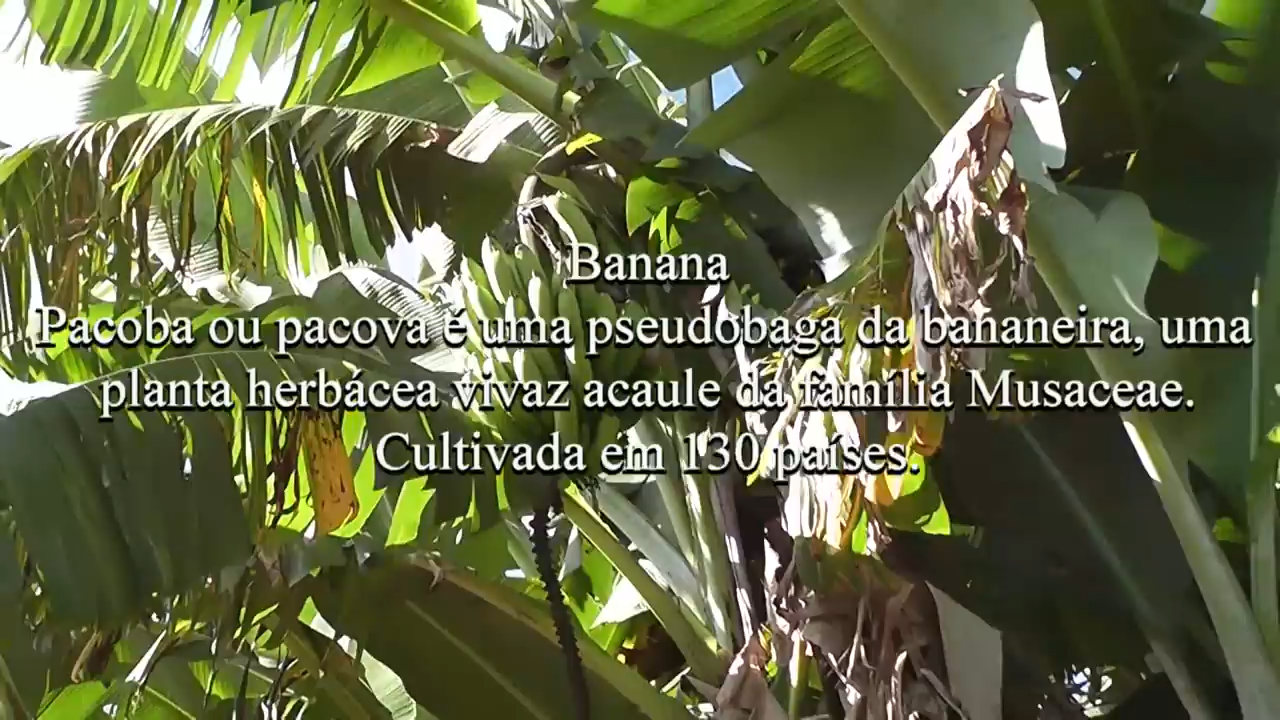 Banana
Pacoba ou pacova é uma pseudobaga da bananeira, uma
planta herbácea vivaz acaule da família Musaceae.
Cultivada em 130 países.